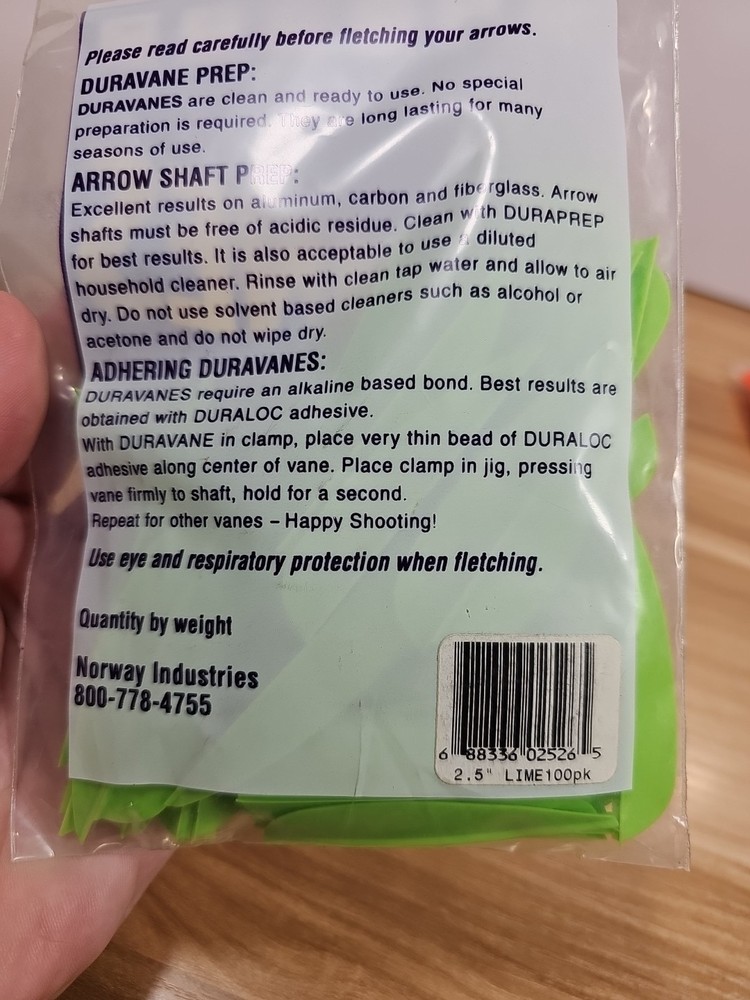 Please read carefully before fletching your arrows.
DURAVANE PREP:
DURAVANES are clean and ready to use. No special
preparation is required. They are long lasting for many
seasons of use.
ARROW SHAFT PREP:
Excellent results on aluminum, carbon and fiberglass. Arrow
shafts must be free of acidic residue. Clean with DURAPREP
for best results. It is also acceptable to use a diluted
household cleaner. Rinse with clean tap water and allow to air
dry. Do not use solvent based cleaners such as alcohol or
acetone and do not wipe dry.
ADHERING DURAVANES:
DURAVANES require an alkaline based bond. Best results are
obtained with DURALOC adhesive.
With DURAVANE in clamp, place very thin bead of DURALOC
adhesive along center of vane. Place clamp in jig, pressing
vane firmly to shaft, hold for a second.
Repeat for other vanes – Happy Shooting!
Use eye and respiratory protection when fletching.
Quantity by weight
Norway Industries
800-778-4755
6 88336 02526 5
2.5" LIME100pk